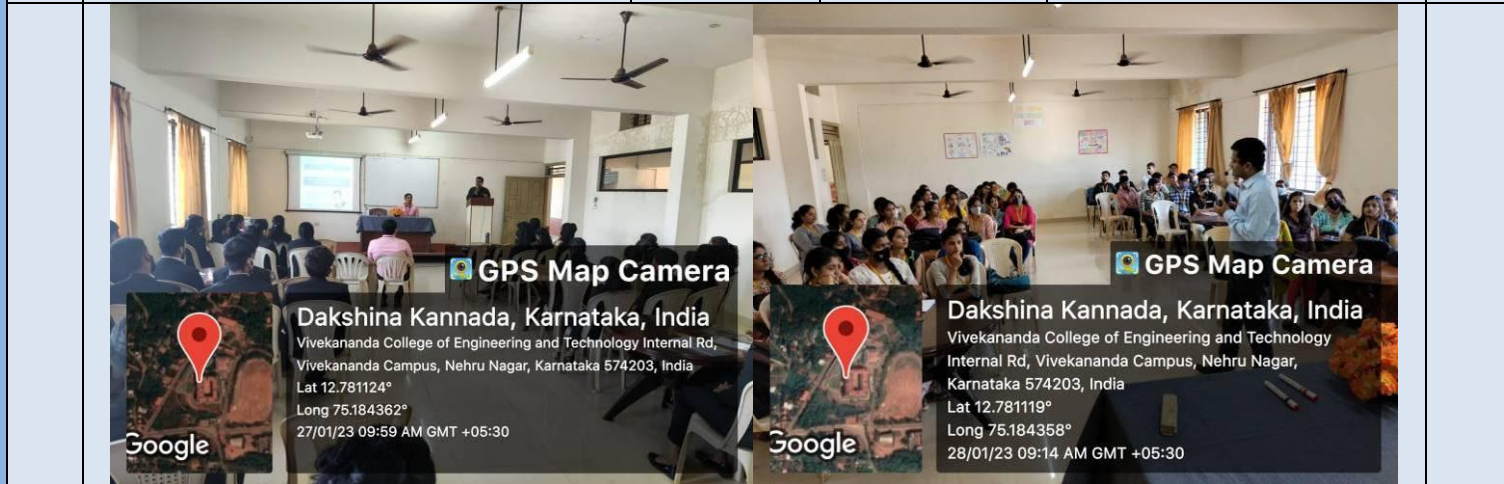 GPS Map Camera
Dakshina Kannada, Karnataka, India
Vivekananda College of Engineering and Technology Internal Rd,
Vivekananda Campus, Nehru Nagar, Karnataka 574203, India
Lat 12.781124°
Long 75.184362°
27/01/23 09:59 AM GMT +05:30
Google
GPS Map Camera
Dakshina Kannada, Karnataka, India
Vivekananda College of Engineering and Technology
Internal Rd, Vivekananda Campus, Nehru Nagar,
Karnataka 574203, India
Lat 12.781119°
Long 75.184358°
28/01/23 09:14 AM GMT +05:30
Google